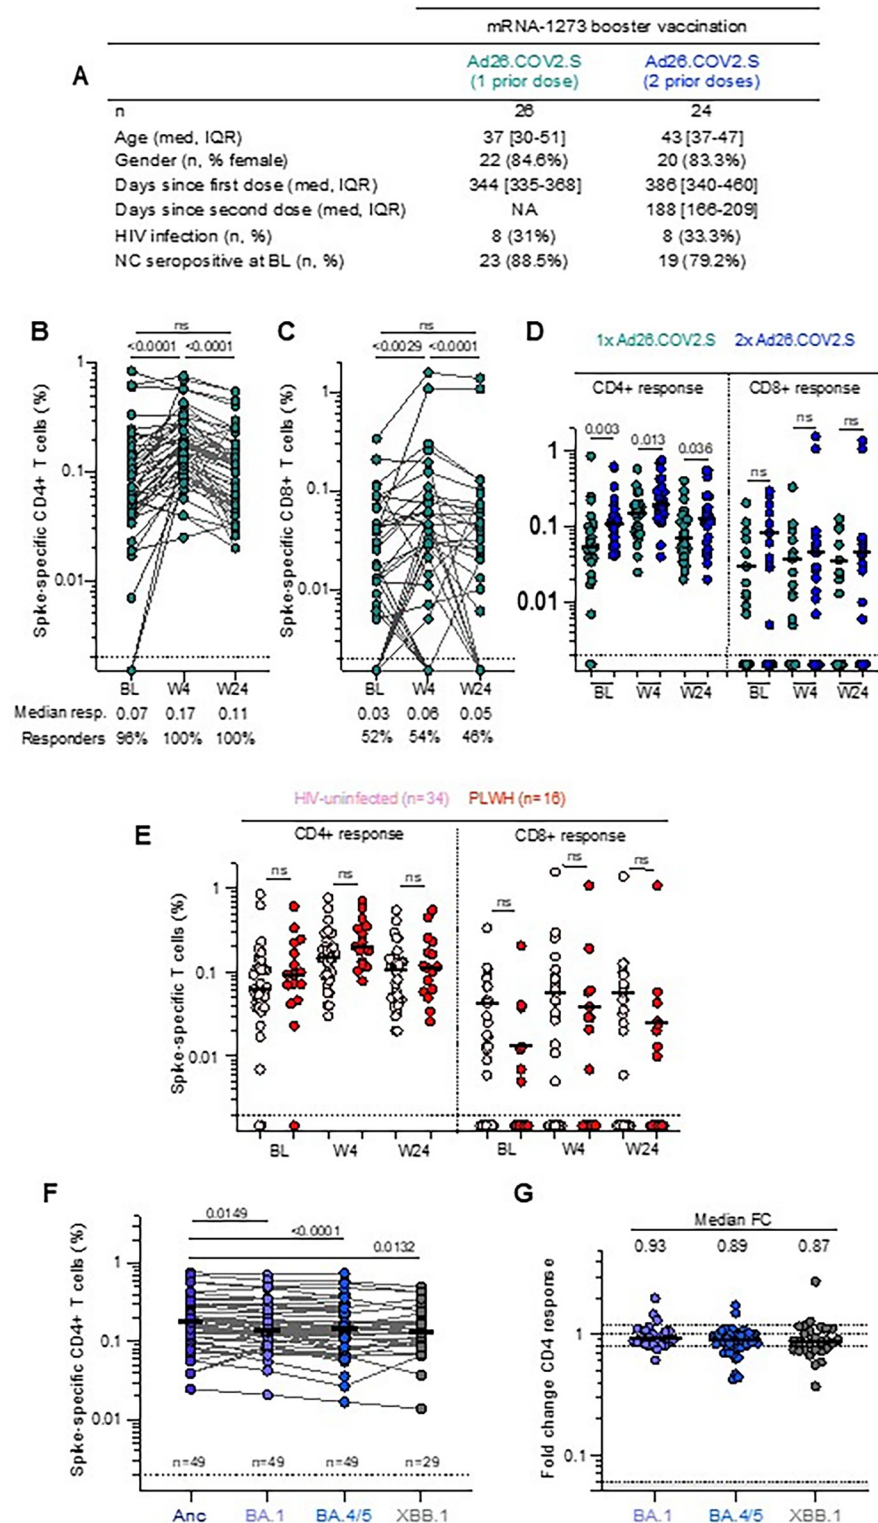 mRNA-1273 booster vaccination
A
Ad26.COV2.S Ad26.COV2.S
(1 prior dose) (2 prior doses)
n 26 24
Age (med, IQR) 37 [30-51] 43 [37-47]
Gender (n, % female) 22 (84.6%) 20 (83.3%)
Days since first dose (med, IQR) 344 [335-368] 386 [340-460]
Days since second dose (med, IQR) NA 188 [166-209]
HIV infection (n, %) 8 (31%) 8 (33.3%)
NC seropositive at BL (n, %) 23 (88.5%) 19 (79.2%)
B
ns
<0.0001 <0.0001
Spike-specific CD4+ T cells (%)
1
0.1
0.01
BL W4 W24
Median resp. 0.07 0.17 0.11
Responders 96% 100% 100%
C
ns
<0.0029 <0.0001
Spike-specific CD8+ T cells (%)
1
0.1
0.01
BL W4 W24
0.03 0.06 0.05
52% 54% 46%
D
1x Ad26.COV2.S 2x Ad26.COV2.S
CD4+ response CD8+ response
0.003 0.013 0.036 ns ns ns
1
0.1
0.01
BL W4 W24 BL W4 W24
HIV-uninfected (n=34) PLWH (n=16)
E
CD4+ response CD8+ response
ns ns ns ns ns ns
Spike-specific T cells (%)
1
0.1
0.01
BL W4 W24 BL W4 W24
F
0.0149
<0.0001
0.0132
Spike-specific CD4+ T cells (%)
1
0.1
0.01
n=49 n=49 n=49 n=29
Anc BA.1 BA.4/5 XBB.1
G
Median FC
0.93 0.89 0.87
Fold change CD4 response
1
0.1
BA.1 BA.4/5 XBB.1